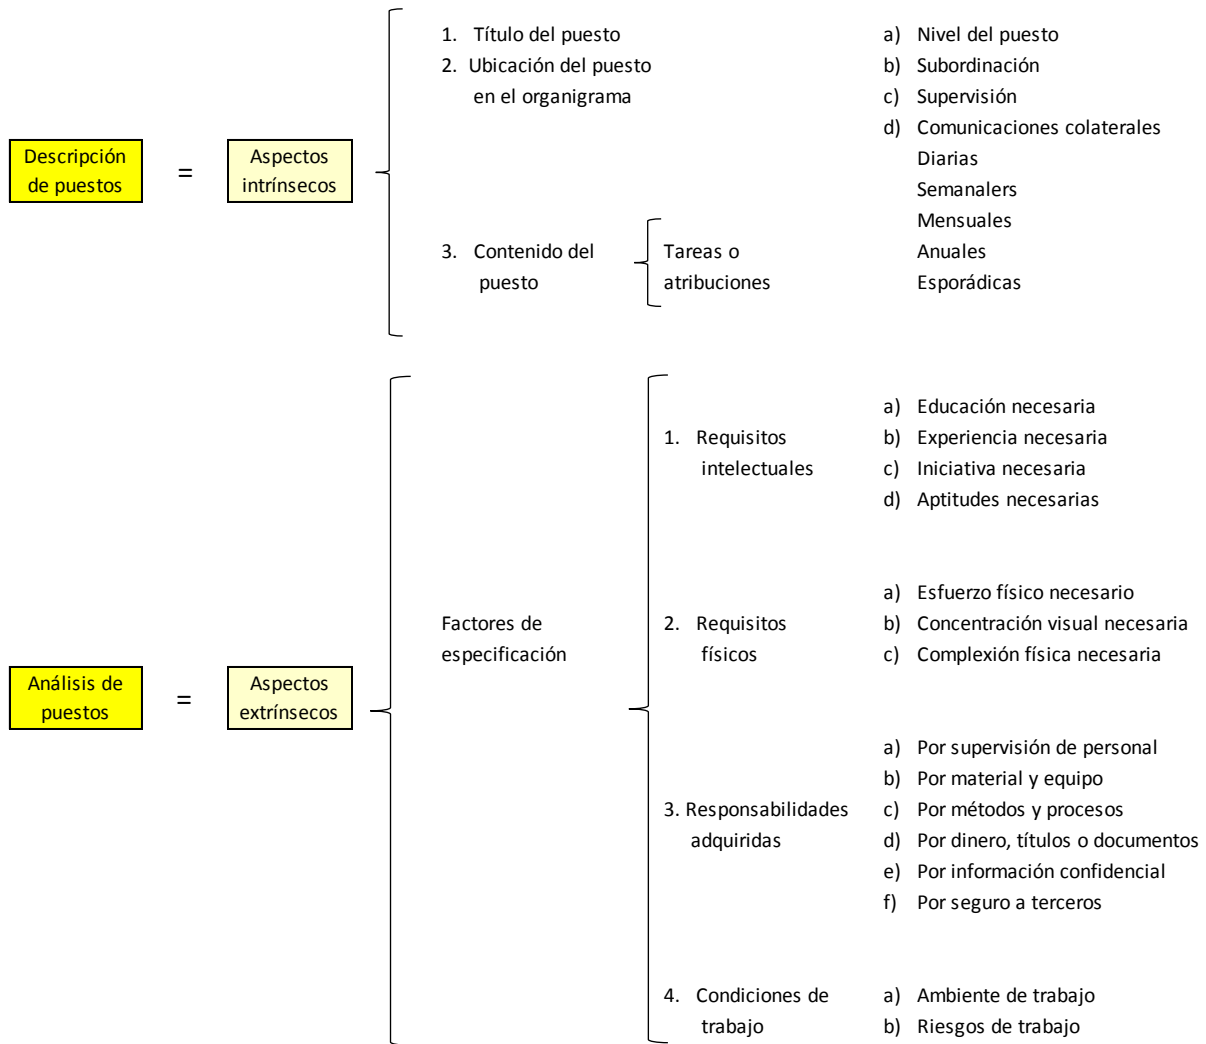 Descripción
de puestos
=
Aspectos
intrínsecos
1. Título del puesto
2. Ubicación del puesto
en el organigrama
a) Nivel del puesto
b) Subordinación
c) Supervisión
d) Comunicaciones colaterales
3. Contenido del
puesto
Tareas o
atribuciones
Diarias
Semanalers
Mensuales
Anuales
Esporádicas
Análisis de
puestos
=
Aspectos
extrínsecos
Factores de
especificación
1. Requisitos
intelectuales
a) Educación necesaria
b) Experiencia necesaria
c) Iniciativa necesaria
d) Aptitudes necesarias
2. Requisitos
físicos
a) Esfuerzo físico necesario
b) Concentración visual necesaria
c) Complexión física necesaria
3. Responsabilidades
adquiridas
a) Por supervisión de personal
b) Por material y equipo
c) Por métodos y procesos
d) Por dinero, títulos o documentos
e) Por información confidencial
f) Por seguro a terceros
4. Condiciones de
trabajo
a) Ambiente de trabajo
b) Riesgos de trabajo